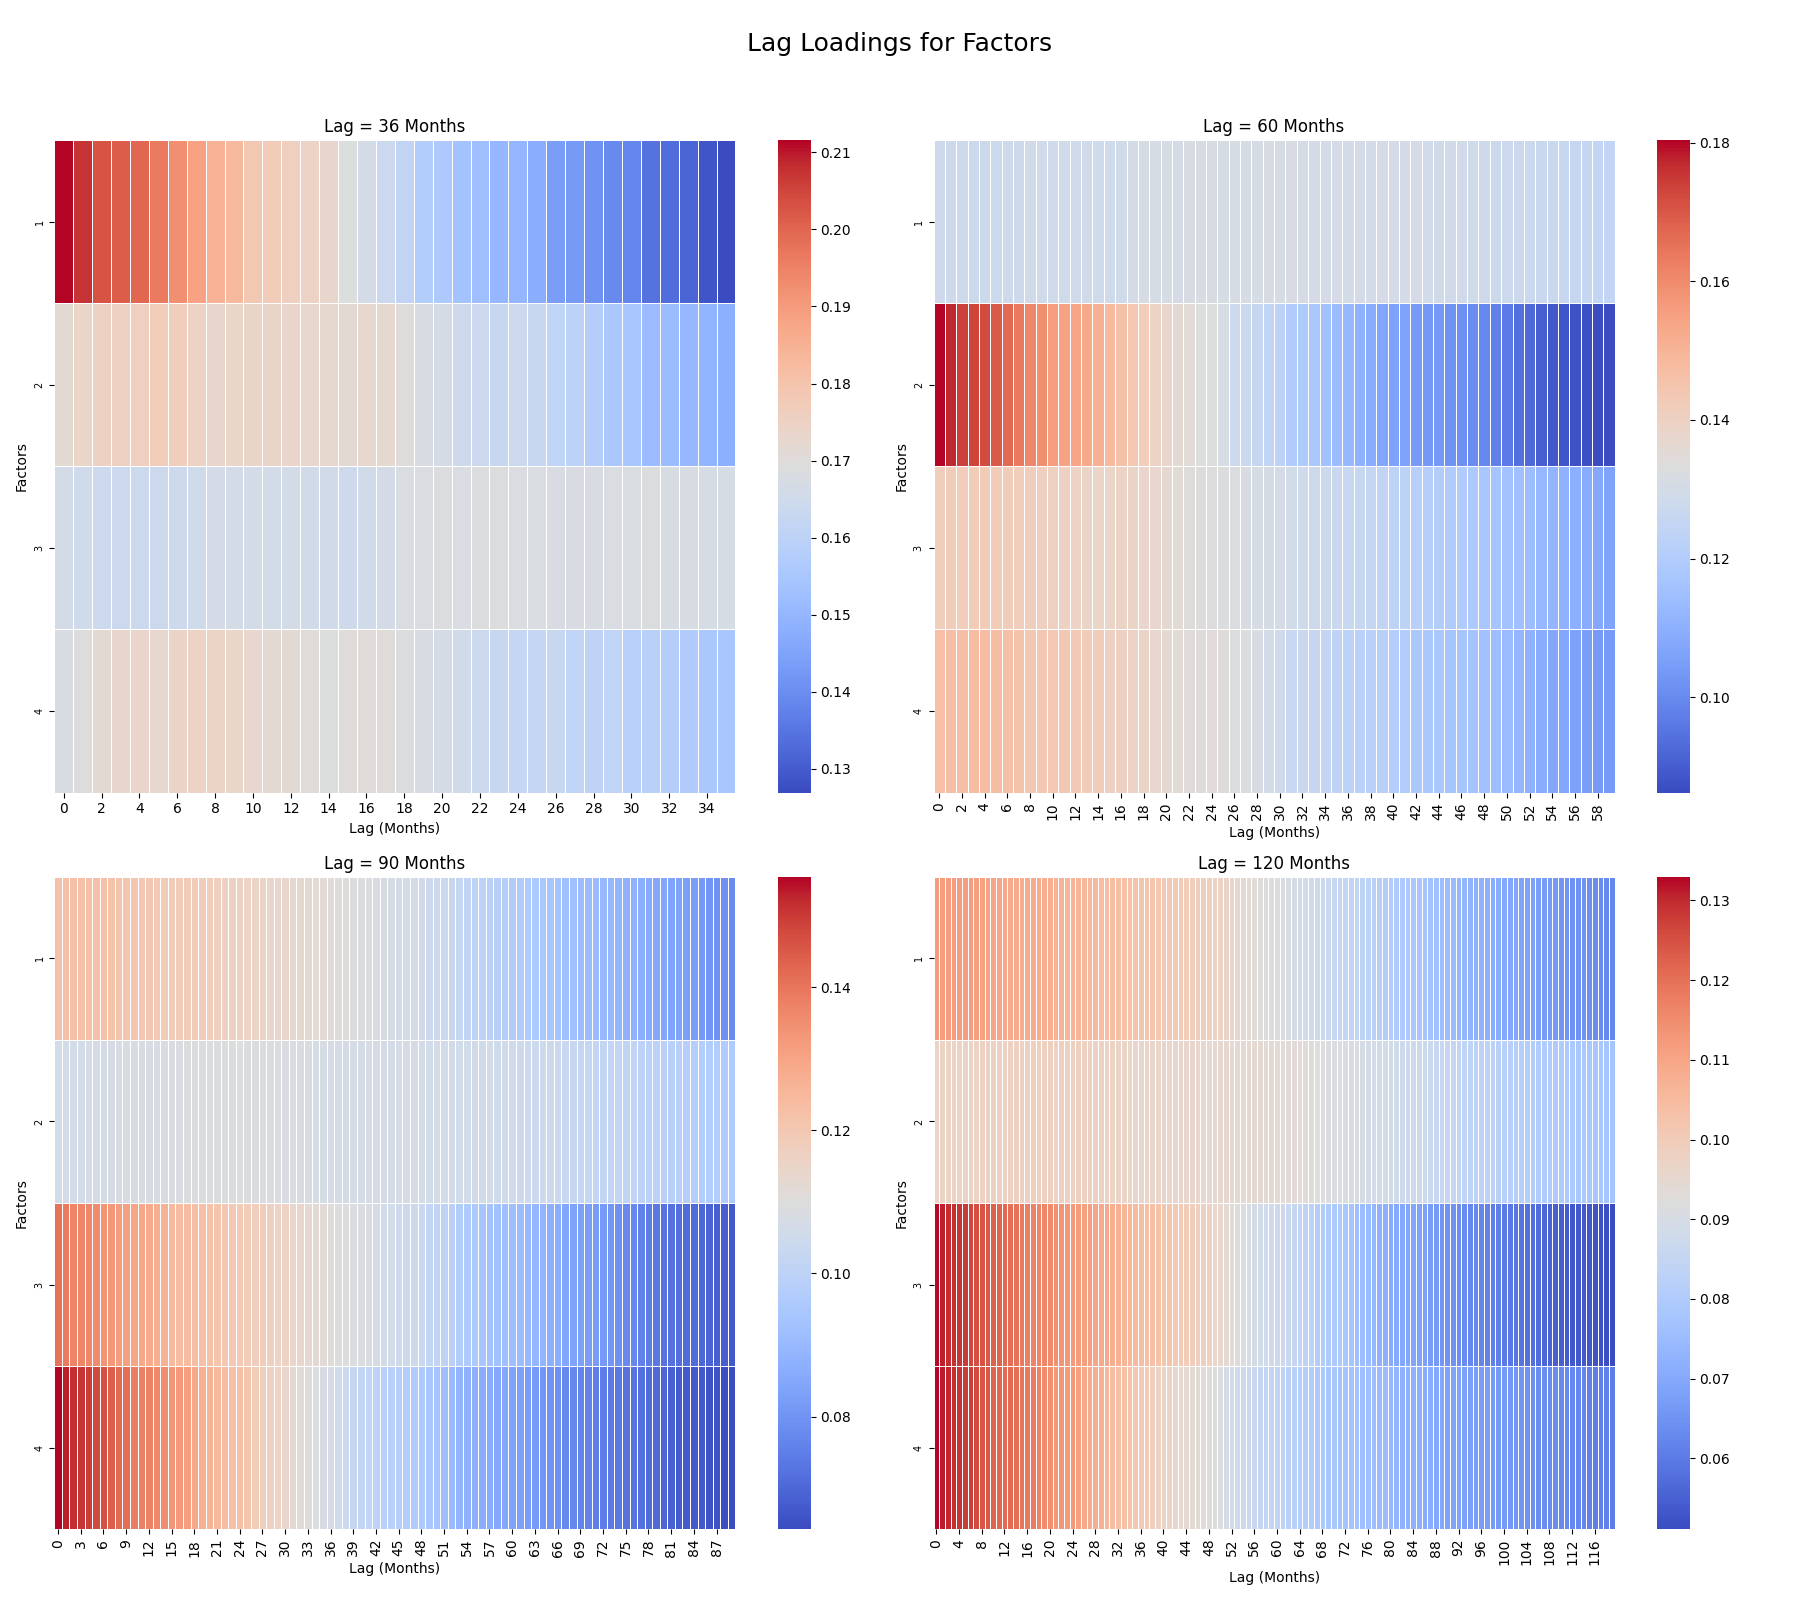 Lag Loadings for Factors
Lag = 36 Months
Factors
1
2
3
4
0 2 4 6 8 10 12 14 16 18 20 22 24 26 28 30 32 34
Lag (Months)
0.21
0.20
0.19
0.18
0.17
0.16
0.15
0.14
0.13
Lag = 60 Months
Factors
1
2
3
4
0 2 4 6 8 10 12 14 16 18 20 22 24 26 28 30 32 34 36 38 40 42 44 46 48 50 52 54 56 58
Lag (Months)
0.18
0.16
0.14
0.12
0.10
Lag = 90 Months
Factors
1
2
3
4
0 3 6 9 12 15 18 21 24 27 30 33 36 39 42 45 48 51 54 57 60 63 66 69 72 75 78 81 84 87
Lag (Months)
0.14
0.12
0.10
0.08
Lag = 120 Months
Factors
1
2
3
4
0 4 8 12 16 20 24 28 32 36 40 44 48 52 56 60 64 68 72 76 80 84 88 92 96 100 104 108 112 116
Lag (Months)
0.13
0.12
0.11
0.10
0.09
0.08
0.07
0.06